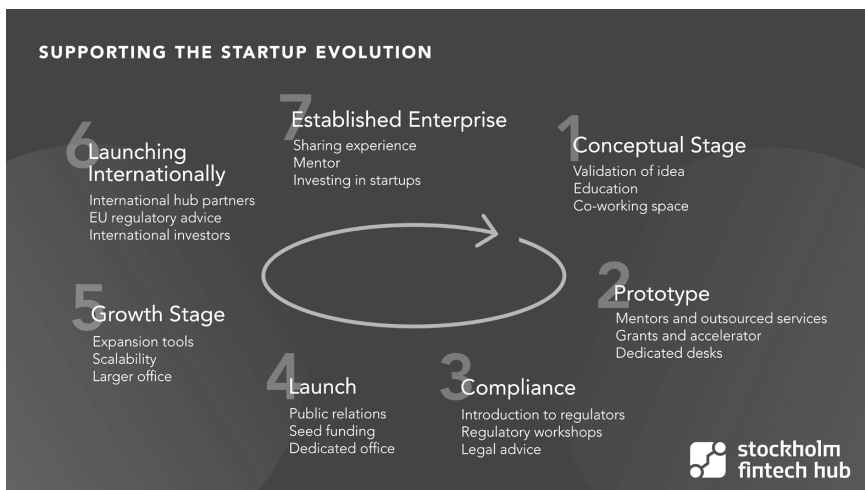 SUPPORTING THE STARTUP EVOLUTION
1
Conceptual Stage
Validation of idea
Education
Co-working space
2
Prototype
Mentors and outsourced services
Grants and accelerator
Dedicated desks
3
Compliance
Introduction to regulators
Regulatory workshops
Legal advice
4
Launch
Public relations
Seed funding
Dedicated office
5
Growth Stage
Expansion tools
Scalability
Larger office
6
Launching
Internationally
International hub partners
EU regulatory advice
International investors
7
Established Enterprise
Sharing experience
Mentor
Investing in startups
stockholm
fintech hub